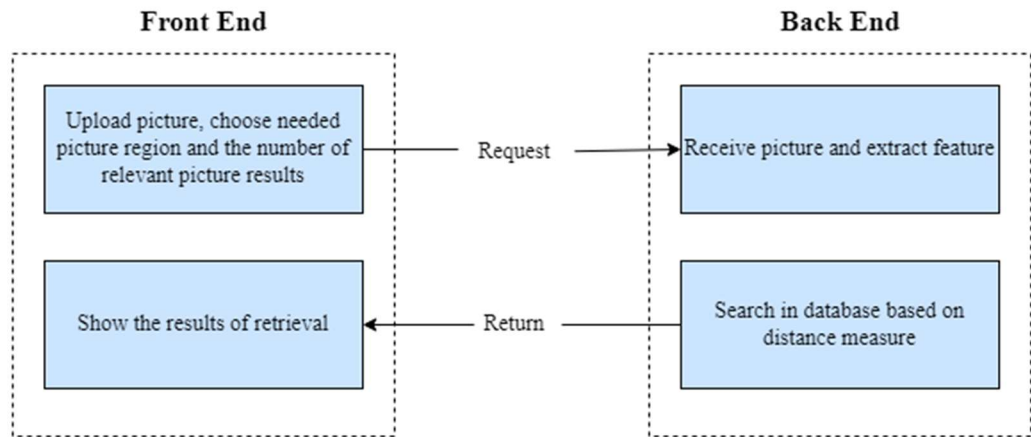 Front End
Back End
Upload picture, choose needed
picture region and the number of
relevant picture results
Request
Receive picture and extract feature
Show the results of retrieval
Return
Search in database based on
distance measure